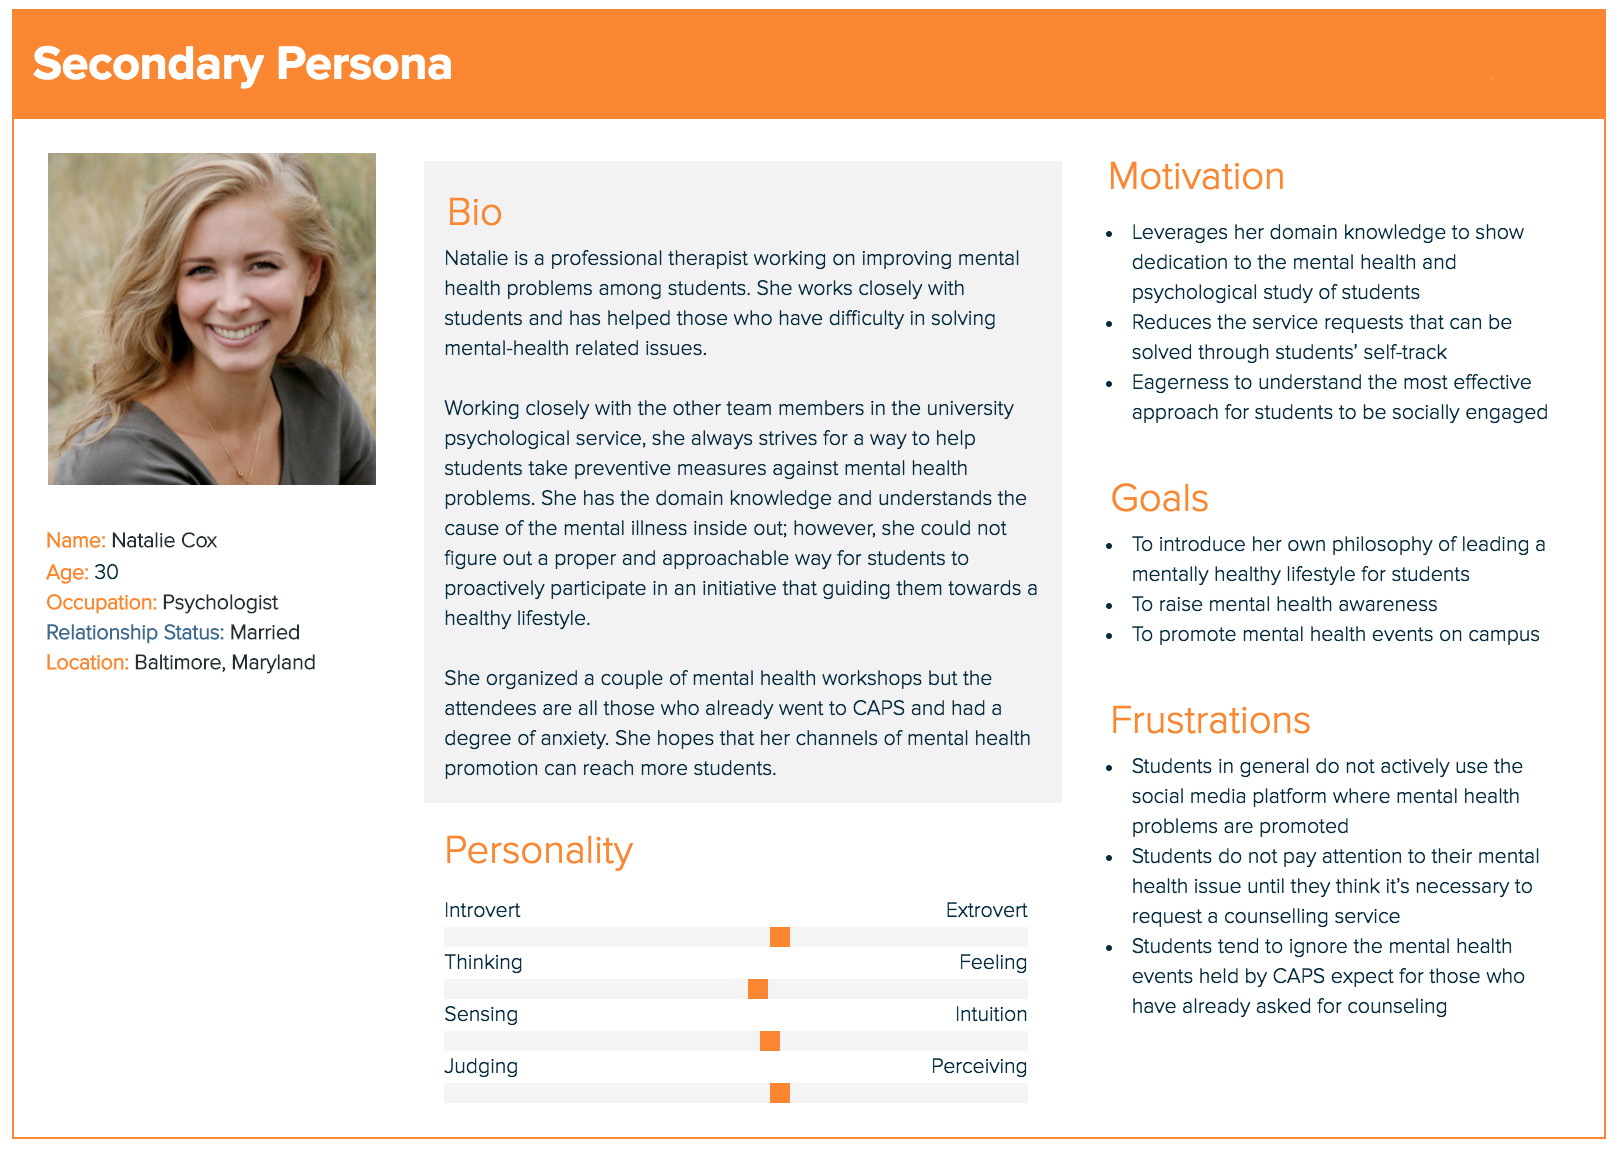 Secondary Persona
Name: Natalie Cox
Age: 30
Occupation: Psychologist
Relationship Status: Married
Location: Baltimore, Maryland
Bio
Natalie is a professional therapist working on improving mental
health problems among students. She works closely with
students and has helped those who have difficulty in solving
mental-health related issues.
Working closely with the other team members in the university
psychological service, she always strives for a way to help
students take preventive measures against mental health
problems. She has the domain knowledge and understands the
cause of the mental illness inside out; however, she could not
figure out a proper and approachable way for students to
proactively participate in an initiative that guiding them towards a
healthy lifestyle.
She organized a couple of mental health workshops but the
attendees are all those who already went to CAPS and had a
degree of anxiety. She hopes that her channels of mental health
promotion can reach more students.
Personality
Introvert Extrovert
Thinking Feeling
Sensing Intuition
Judging Perceiving
Motivation
• Leverages her domain knowledge to show
dedication to the mental health and
psychological study of students
• Reduces the service requests that can be
solved through students’ self-track
• Eagerness to understand the most effective
approach for students to be socially engaged
Goals
• To introduce her own philosophy of leading a
mentally healthy lifestyle for students
• To raise mental health awareness
• To promote mental health events on campus
Frustrations
• Students in general do not actively use the
social media platform where mental health
problems are promoted
• Students do not pay attention to their mental
health issue until they think it’s necessary to
request a counselling service
• Students tend to ignore the mental health
events held by CAPS expect for those who
have already asked for counseling